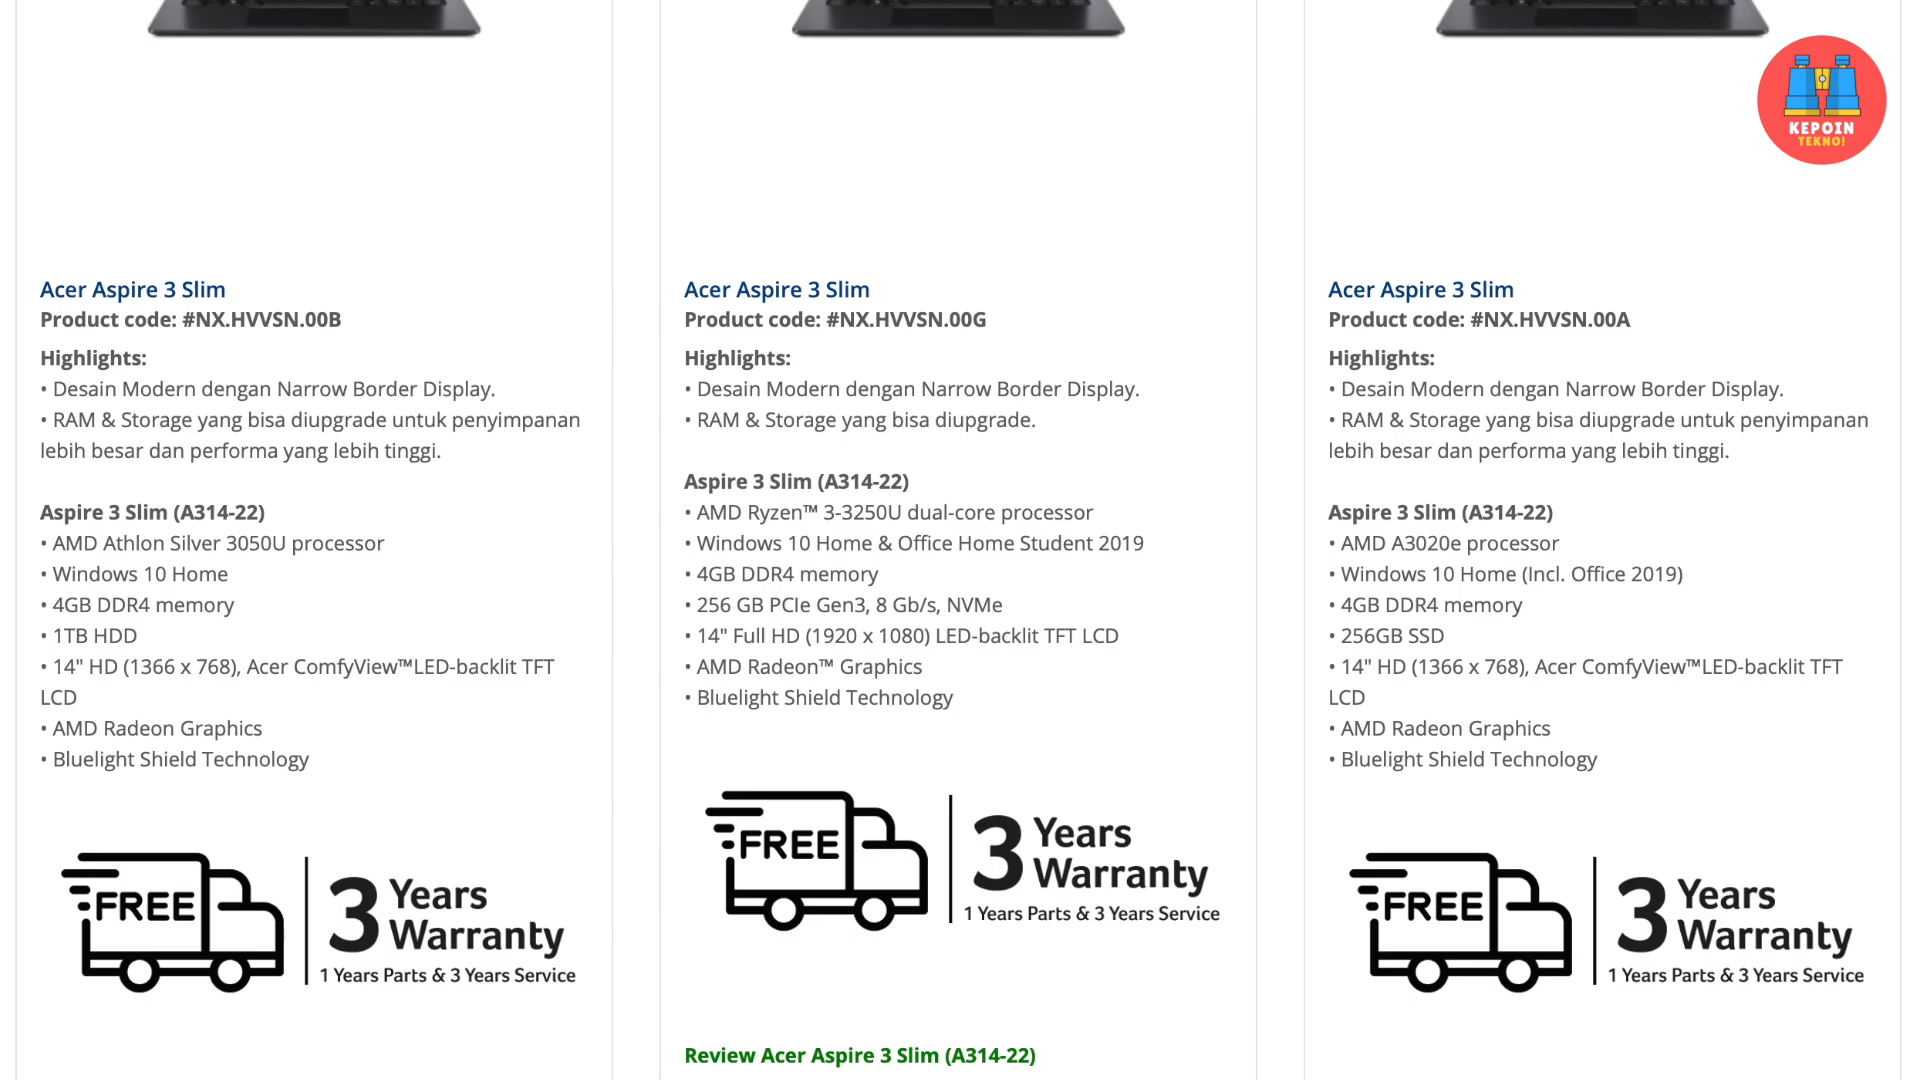 KEPOIN
TEKNO!
Acer Aspire 3 Slim
Product code: #NX.HVVSN.00B
Highlights:
• Desain Modern dengan Narrow Border Display.
• RAM & Storage yang bisa diupgrade untuk penyimpanan
lebih besar dan performa yang lebih tinggi.
Aspire 3 Slim (A314-22)
• AMD Athlon Silver 3050U processor
• Windows 10 Home
• 4GB DDR4 memory
• 1TB HDD
• 14" HD (1366 x 768), Acer ComfyView™LED-backlit TFT
LCD
• AMD Radeon Graphics
• Bluelight Shield Technology
FREE
3 Years
Warranty
1 Years Parts & 3 Years Service
Acer Aspire 3 Slim
Product code: #NX.HVVSN.00G
Highlights:
• Desain Modern dengan Narrow Border Display.
• RAM & Storage yang bisa diupgrade.
Aspire 3 Slim (A314-22)
• AMD Ryzen™ 3-3250U dual-core processor
• Windows 10 Home & Office Home Student 2019
• 4GB DDR4 memory
• 256 GB PCIe Gen3, 8 Gb/s, NVMe
• 14" Full HD (1920 x 1080) LED-backlit TFT LCD
• AMD Radeon™ Graphics
• Bluelight Shield Technology
FREE
3 Years
Warranty
1 Years Parts & 3 Years Service
Review Acer Aspire 3 Slim (A314-22)
Acer Aspire 3 Slim
Product code: #NX.HVVSN.00A
Highlights:
• Desain Modern dengan Narrow Border Display.
• RAM & Storage yang bisa diupgrade untuk penyimpanan
lebih besar dan performa yang lebih tinggi.
Aspire 3 Slim (A314-22)
• AMD A3020e processor
• Windows 10 Home (Incl. Office 2019)
• 4GB DDR4 memory
• 256GB SSD
• 14" HD (1366 x 768), Acer ComfyView™LED-backlit TFT
LCD
• AMD Radeon Graphics
• Bluelight Shield Technology
FREE
3 Years
Warranty
1 Years Parts & 3 Years Service